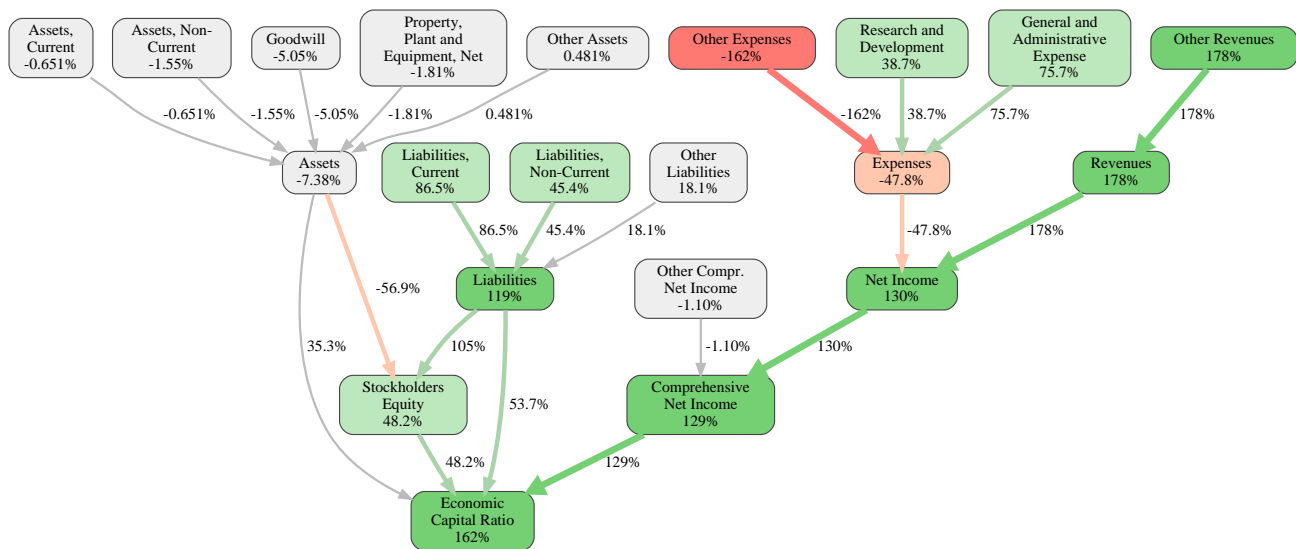 Assets,
Current
-0.651%
Assets, Non-
Current
-1.55%
Goodwill
-5.05%
Property,
Plant and
Equipment, Net
-1.81%
Other Assets
0.481%
Other Expenses
-162%
Research and
Development
38.7%
General and
Administrative
Expense
75.7%
Other Revenues
178%
-0.651%
-1.55%
-5.05%
-1.81%
0.481%
-162%
38.7%
75.7%
178%
Assets
-7.38%
Liabilities,
Current
86.5%
Liabilities,
Non-Current
45.4%
Other
Liabilities
18.1%
Expenses
-47.8%
Revenues
178%
-56.9%
86.5%
45.4%
18.1%
-47.8%
178%
Liabilities
119%
Other Compr.
Net Income
-1.10%
Net Income
130%
35.3%
105%
-1.10%
130%
Stockholders
Equity
48.2%
53.7%
Comprehensive
Net Income
129%
48.2%
129%
Economic
Capital Ratio
162%